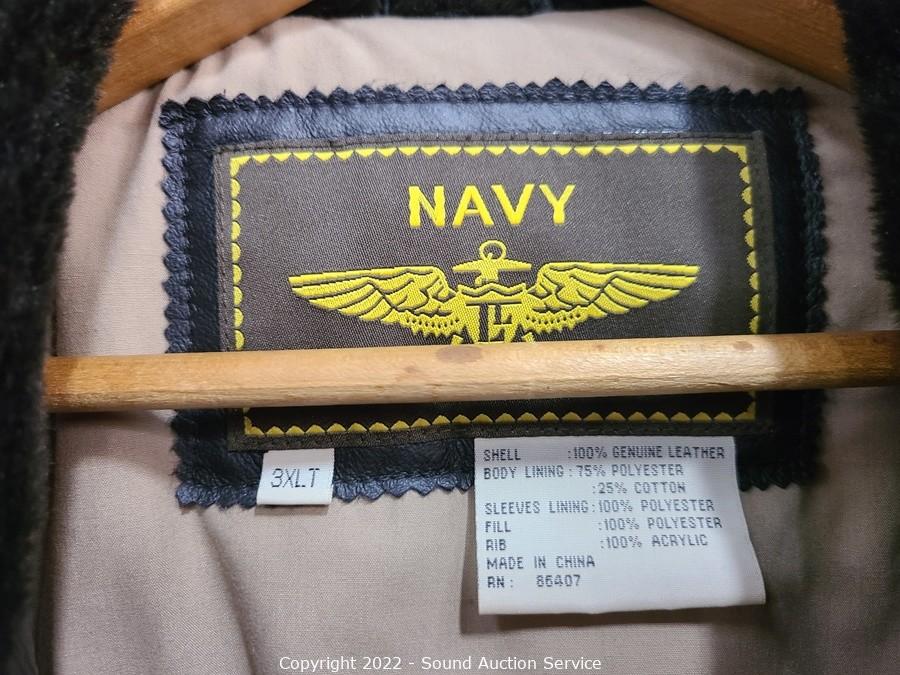 NAVY
3XLT
SHELL :100% GENUINE LEATHER
BODY LINING :75% POLYESTER
:25% COTTON
SLEEVES LINING:100% POLYESTER
FILL :100% POLYESTER
RIB :100% ACRYLIC
MADE IN CHINA
RN: 86407
Copyright 2022 - Sound Auction Service